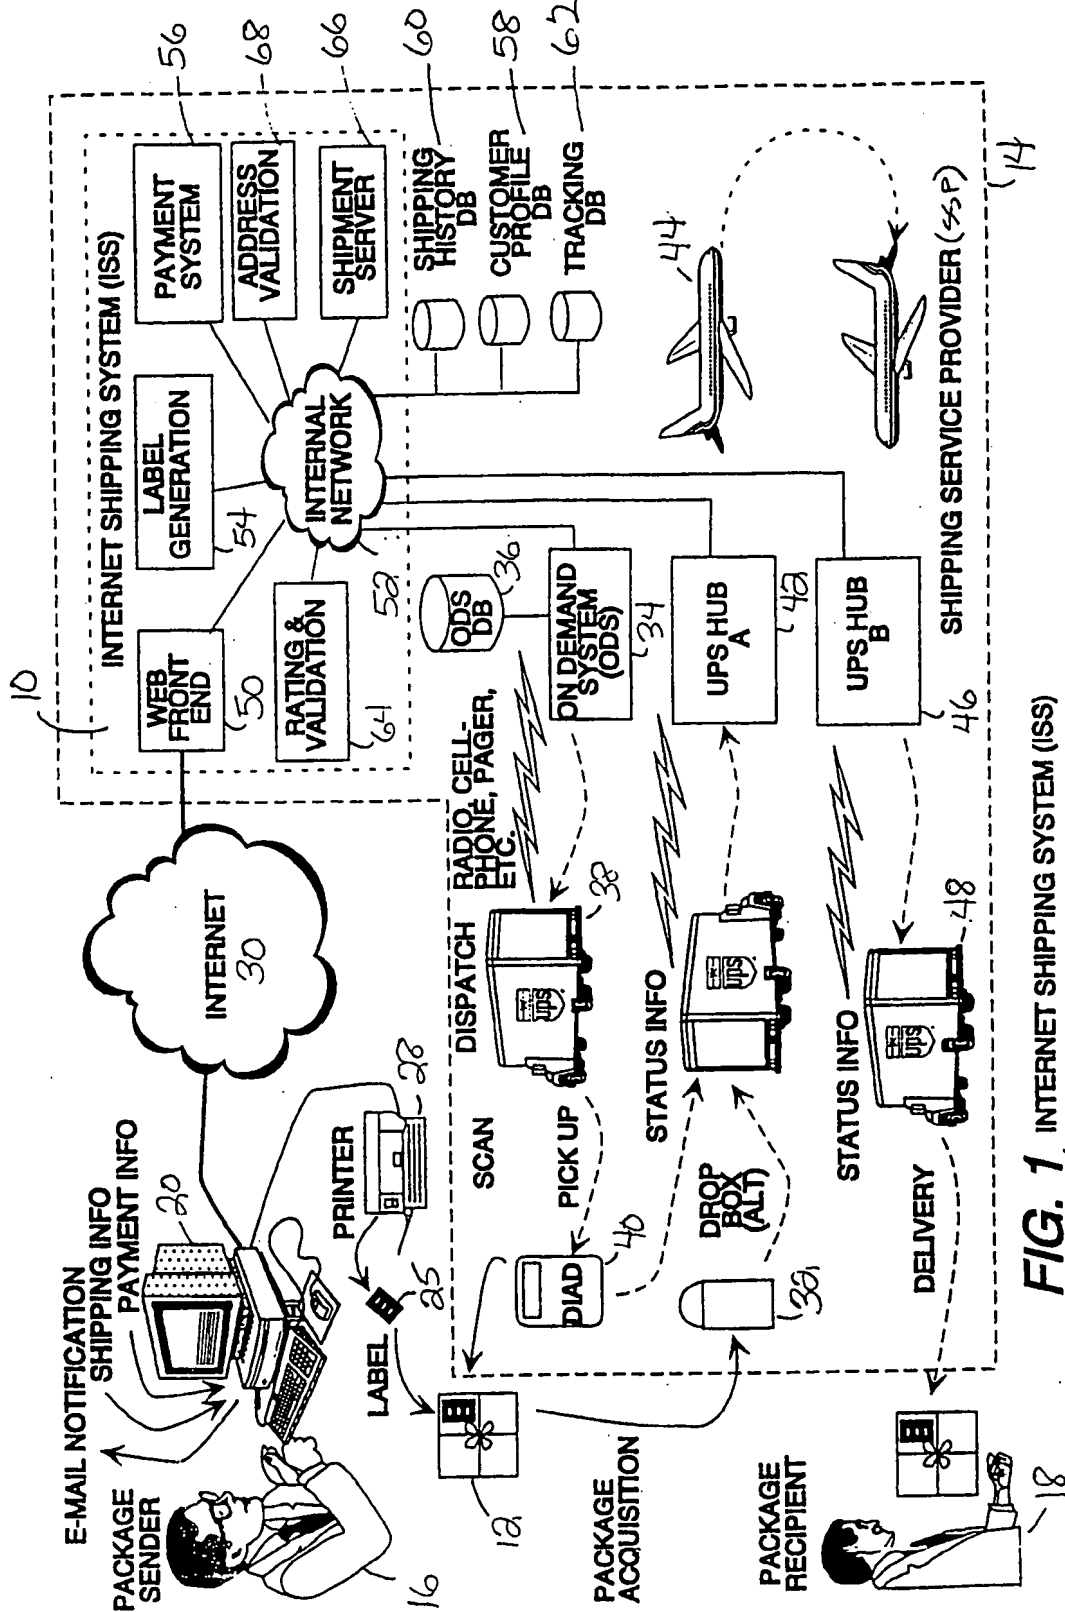 E-MAIL NOTIFICATION
SHIPPING INFO
PAYMENT INFO
PACKAGE
SENDER
16
20
PRINTER
28
LABEL
25
12
INTERNET
30
10
INTERNET SHIPPING SYSTEM (ISS)
WEB
FRONT
END
50
LABEL
GENERATION
54
PAYMENT
SYSTEM
56
ADDRESS
VALIDATION
68
SHIPMENT
SERVER
66
RATING &
VALIDATION
64
INTERNAL
NETWORK
52
SHIPPING
HISTORY
DB
60
CUSTOMER
PROFILE
DB
58
TRACKING
DB
62
ODS
DB
36
ON DEMAND
SYSTEM
(ODS)
34
RADIO, CELL-
PHONE, PAGER,
ETC.
DISPATCH
ups
38
SCAN
PICK UP
DIAD
40
STATUS INFO
ups
UPS HUB
A
42
44
DROP
BOX
(ALT)
32
PACKAGE
ACQUISITION
STATUS INFO
ups
48
UPS HUB
B
46
DELIVERY
PACKAGE
RECIPIENT
18
SHIPPING SERVICE PROVIDER (SSP)
14
FIG. 1 INTERNET SHIPPING SYSTEM (ISS)